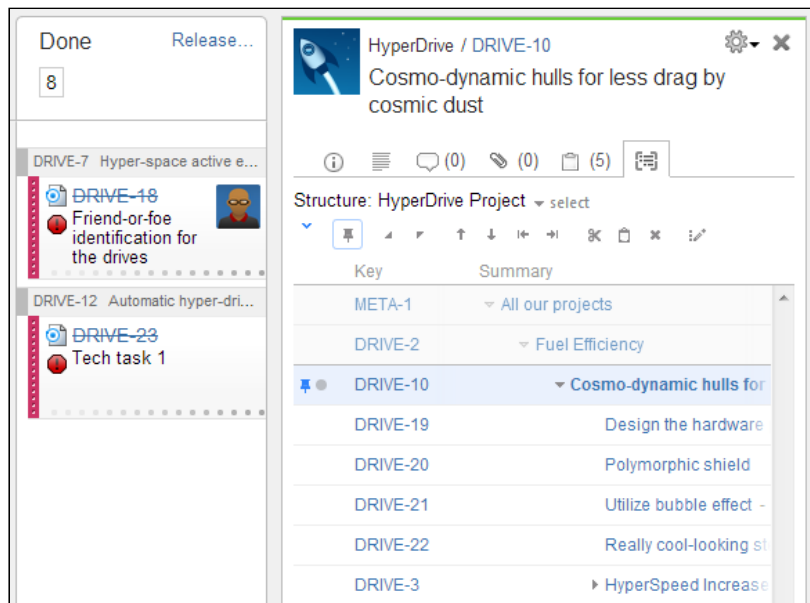 Done Release...
8
DRIVE-7 Hyper-space active e...
DRIVE-18
Friend-or-foe
identification for
the drives
DRIVE-12 Automatic hyper-dri...
DRIVE-23
Tech task 1
HyperDrive / DRIVE-10
Cosmo-dynamic hulls for less drag by
cosmic dust
(0) (0) (5)
Structure: HyperDrive Project select
Key Summary
META-1 All our projects
DRIVE-2 Fuel Efficiency
DRIVE-10 Cosmo-dynamic hulls for
DRIVE-19 Design the hardware
DRIVE-20 Polymorphic shield
DRIVE-21 Utilize bubble effect -
DRIVE-22 Really cool-looking st
DRIVE-3 HyperSpeed Increase